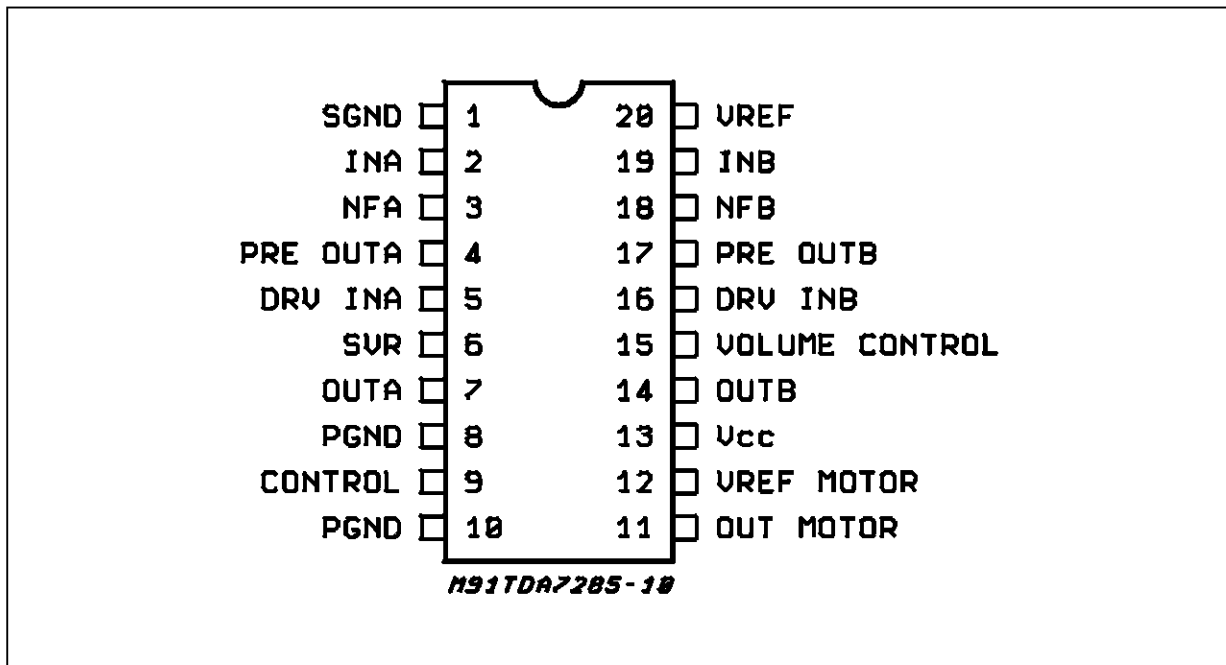 SGND 1 20 VREF
INA 2 19 INB
NFA 3 18 NFB
PRE OUTA 4 17 PRE OUTB
DRV INA 5 16 DRV INB
SVR 6 15 VOLUME CONTROL
OUTA 7 14 OUTB
PGND 8 13 Vcc
CONTROL 9 12 VREF MOTOR
PGND 10 11 OUT MOTOR
M91TDA7285-10